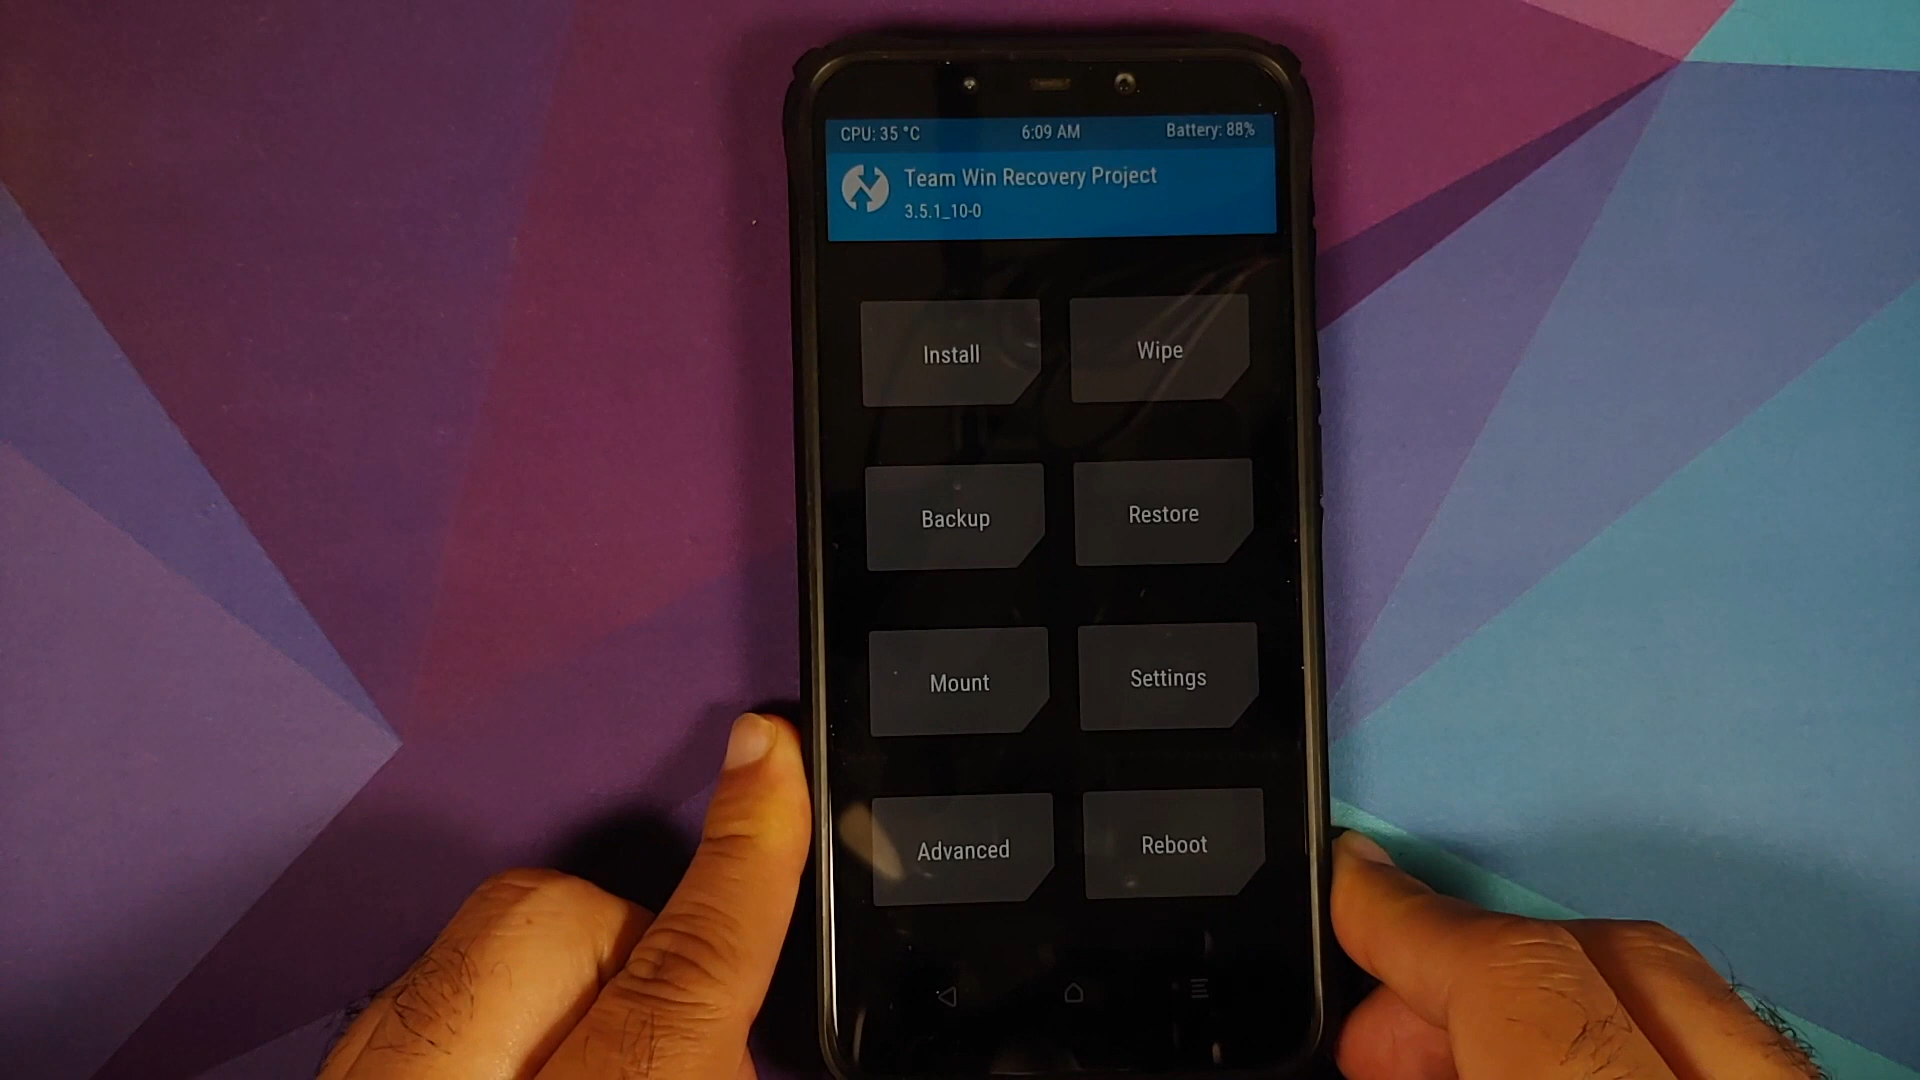 CPU: 35 °C 6:09 AM Battery: 88%
Team Win Recovery Project
3.5.1_10-0
Install Wipe
Backup Restore
Mount Settings
Advanced Reboot